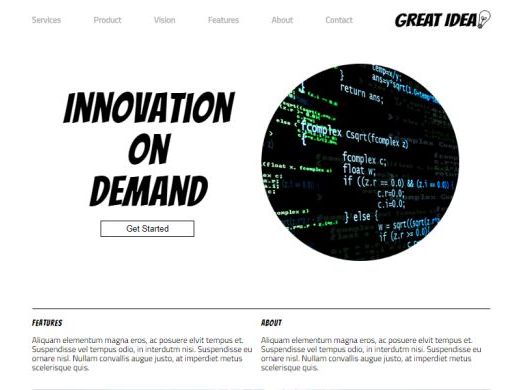 Services Product Vision Features About Contact GREAT IDEA
INNOVATION
ON
DEMAND
Get Started
temp=x/y;
}
return ans;
fcomplex Csqrt(fcomplex z)
{
fcomplex c;
float w;
if ((z.r == 0.0) && (z.i == 0.0))
c.r=0.0;
c.i=0.0;
} else {
FEATURES
Aliquam elementum magna eros, ac posuere elvit tempus et.
Suspendisse vel tempus odio, in interdutm nisi. Suspendisse eu
ornare nisl. Nullam convallis augue justo, at imperdiet metus
scelerisque quis.
ABOUT
Aliquam elementum magna eros, ac posuere elvit tempus et.
Suspendisse vel tempus odio, in interdutm nisi. Suspendisse eu
ornare nisl. Nullam convallis augue justo, at imperdiet metus
scelerisque quis.